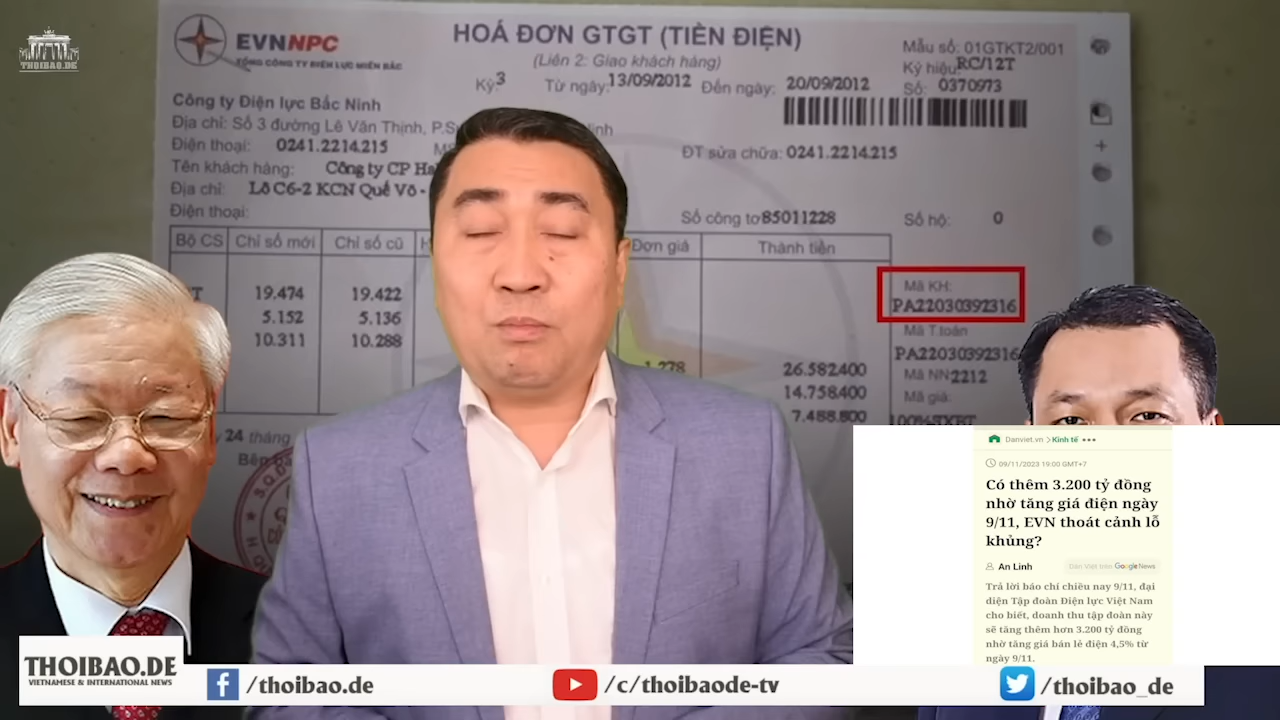 THOIBAO.DE
EVNNPC
TỔNG CÔNG TY ĐIỆN LỰC MIỀN BẮC
HOÁ ĐƠN GTGT (TIỀN ĐIỆN)
(Liên 2: Giao khách hàng)
Kỳ: 3 Từ ngày: 13/09/2012 Đến ngày: 20/09/2012
Mẫu số: 01GTKT2/001
Ký hiệu: RC/12T
Số: 0370973
Công ty Điện lực Bắc Ninh
Địa chỉ: Số 3 đường Lê Văn Thịnh,
Điện thoại: 0241.2214.215
ĐT sửa chữa: 0241.2214.215
Tên khách hàng: Công ty CP
Địa chỉ: Lô C6-2 KCN Quế Võ -
Điện thoại:
Số công tơ 85011228
Số hộ: 0
Bộ CS Chỉ số mới Chỉ số cũ Đơn giá Thành tiền
19.474 19.422
5.152 5.136
10.311 10.288
1.278
26.582.400
14.758.400
7.488.800
Mã KH:
PA22030392316
Mã T.toán
PA22030392316
Mã NN: 2212
Mã giá:
24 tháng
Danviet.vn > Kinh tế •••
09/11/2023 19:00 GMT+7
Có thêm 3.200 tỷ đồng
nhờ tăng giá điện ngày
9/11, EVN thoát cảnh lỗ
khủng?
An Linh
Dân Việt trên Google News
Trả lời báo chí chiều nay 9/11, đại
diện Tập đoàn Điện lực Việt Nam
cho biết, doanh thu tập đoàn này
sẽ tăng thêm hơn 3.200 tỷ đồng
nhờ tăng giá bán lẻ điện 4,5% từ
ngày 9/11.
THOIBAO.DE
VIETNAMESE & INTERNATIONAL NEWS
/thoibao.de
/c/thoibaode-tv
/thoibao_de